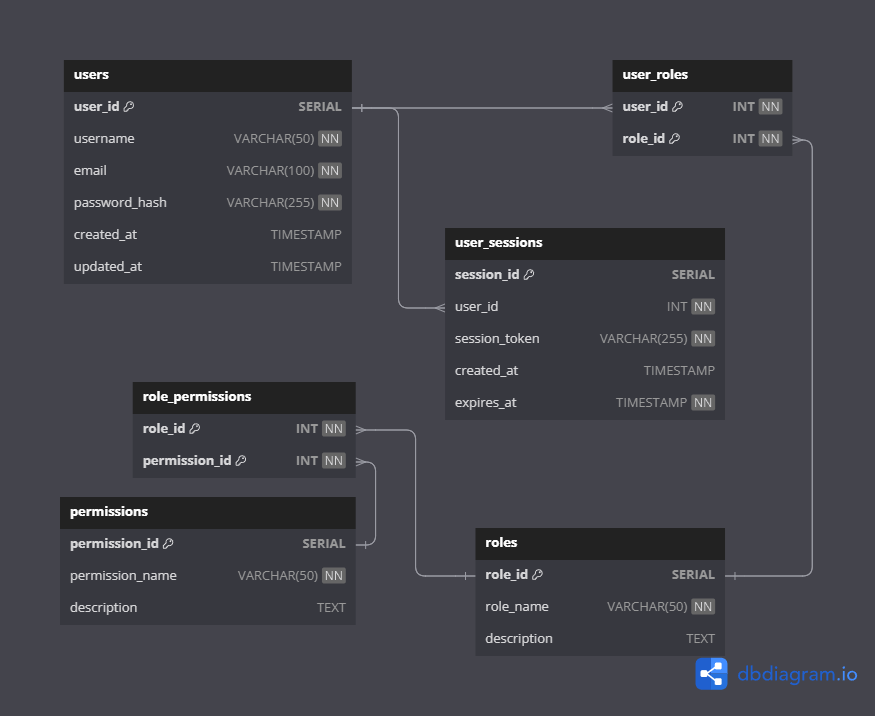 users
user_id SERIAL
username VARCHAR(50) NN
email VARCHAR(100) NN
password_hash VARCHAR(255) NN
created_at TIMESTAMP
updated_at TIMESTAMP
user_roles
user_id INT NN
role_id INT NN
user_sessions
session_id SERIAL
user_id INT NN
session_token VARCHAR(255) NN
created_at TIMESTAMP
expires_at TIMESTAMP NN
role_permissions
role_id INT NN
permission_id INT NN
permissions
permission_id SERIAL
permission_name VARCHAR(50) NN
description TEXT
roles
role_id SERIAL
role_name VARCHAR(50) NN
description TEXT
dbdiagram.io